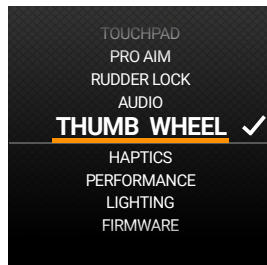 TOUCHPAD
PRO AIM
RUDDER LOCK
AUDIO
THUMB WHEEL
HAPTICS
PERFORMANCE
LIGHTING
FIRMWARE